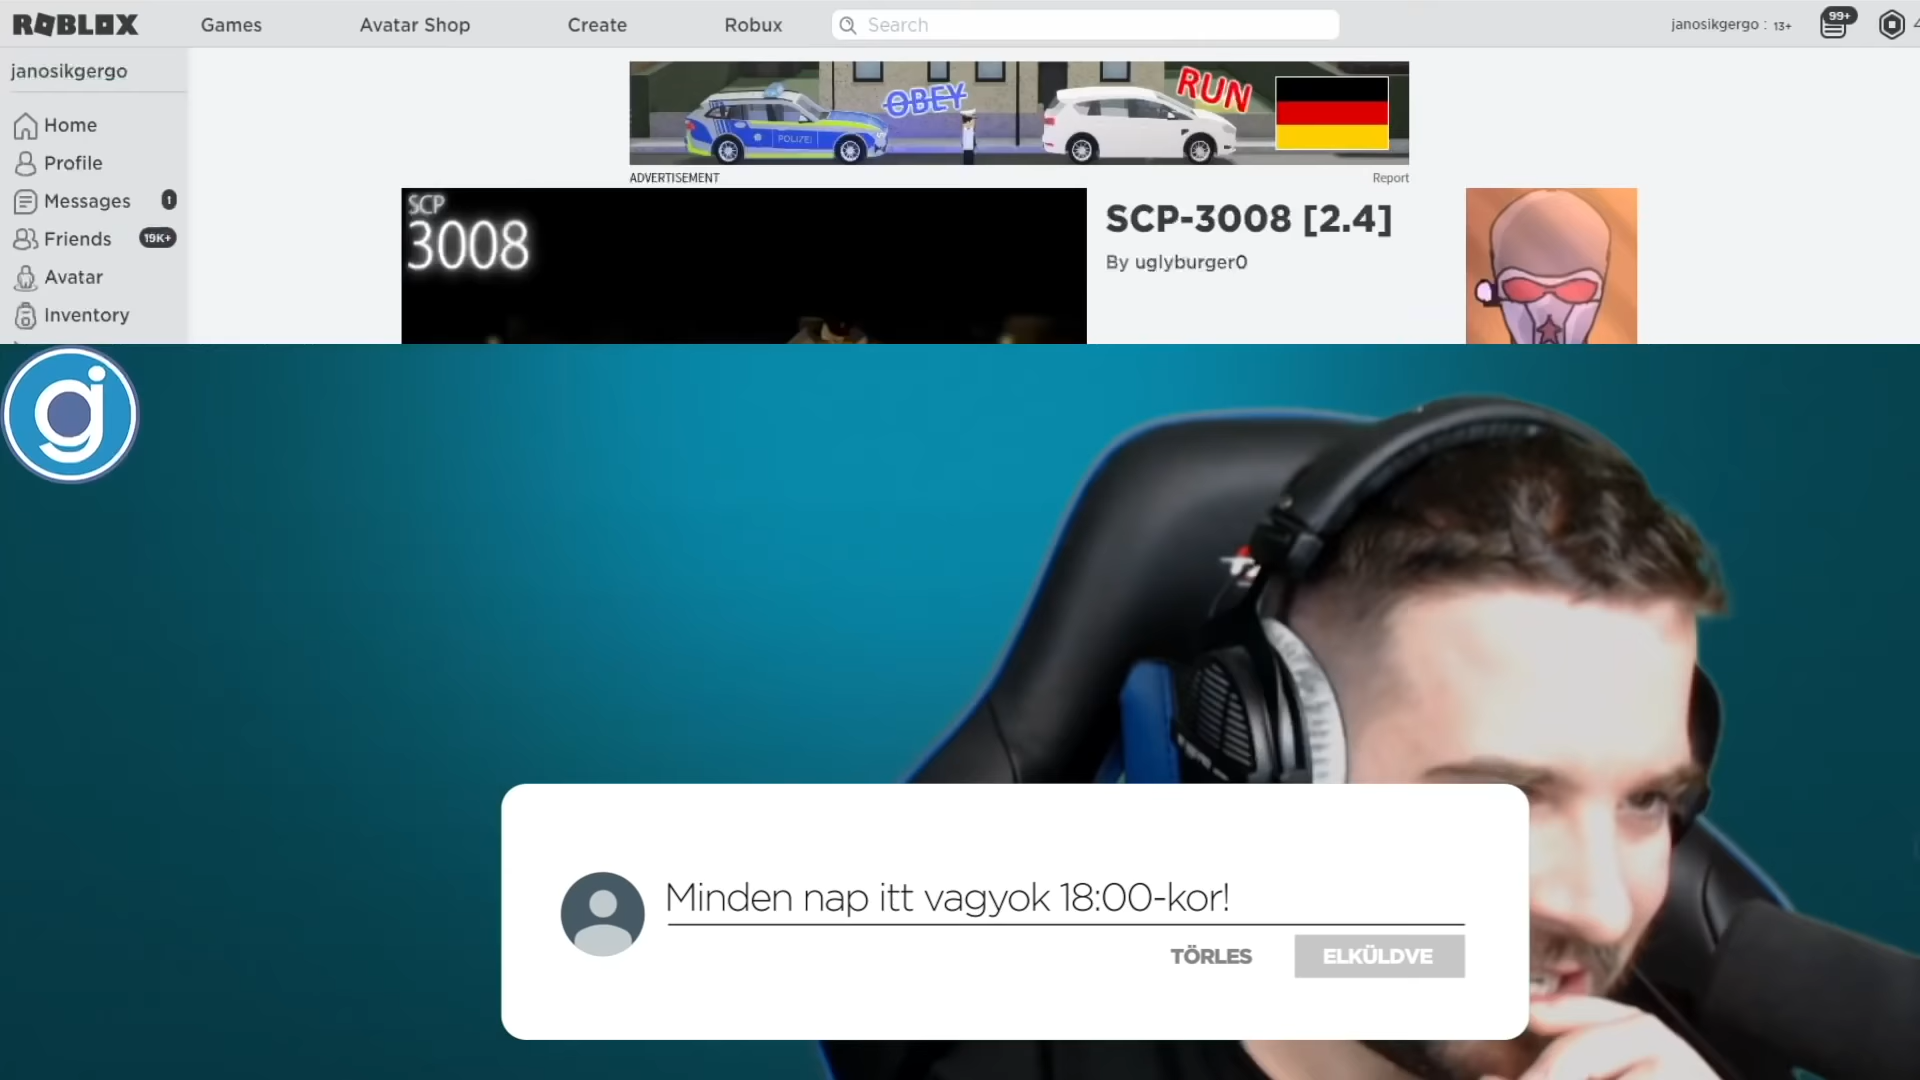 ROBLOX
Games
Avatar Shop
Create
Robux
Search
janosikgergo : 13+
99+
4
janosikgergo
Home
Profile
Messages
1
Friends
19K+
Avatar
Inventory
OBEY
POLIZEI
RUN
ADVERTISEMENT
Report
SCP
3008
SCP-3008 [2.4]
By uglyburger0
g
Minden nap itt vagyok 18:00-kor!
TÖRLES
ELKÜLDVE